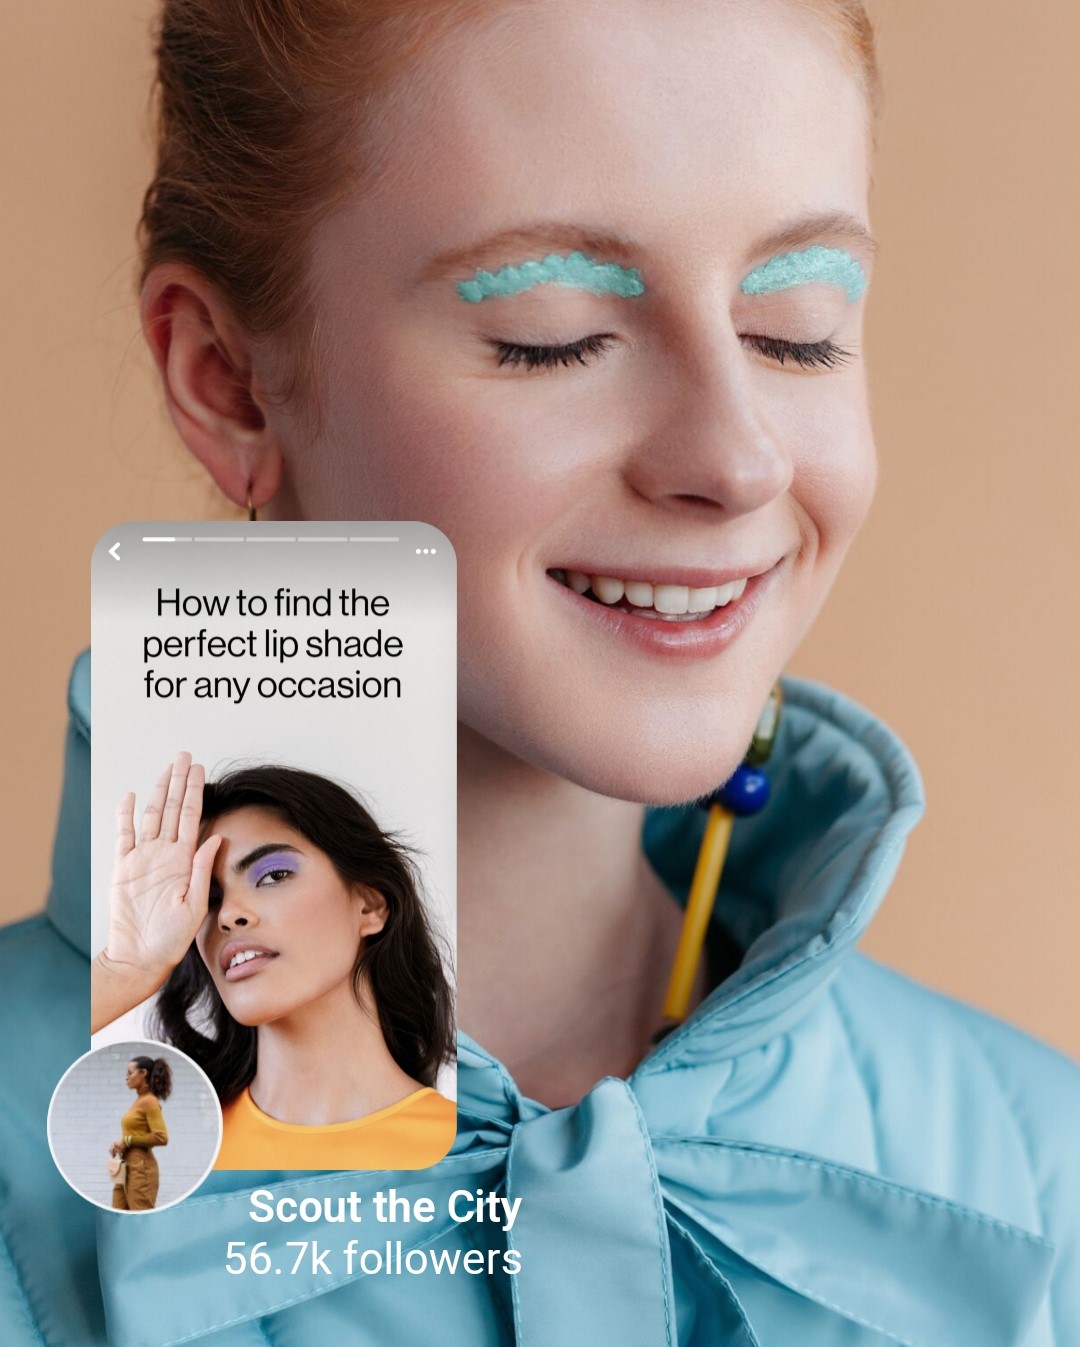 How to find the
perfect lip shade
for any occasion
Scout the City
56.7k followers